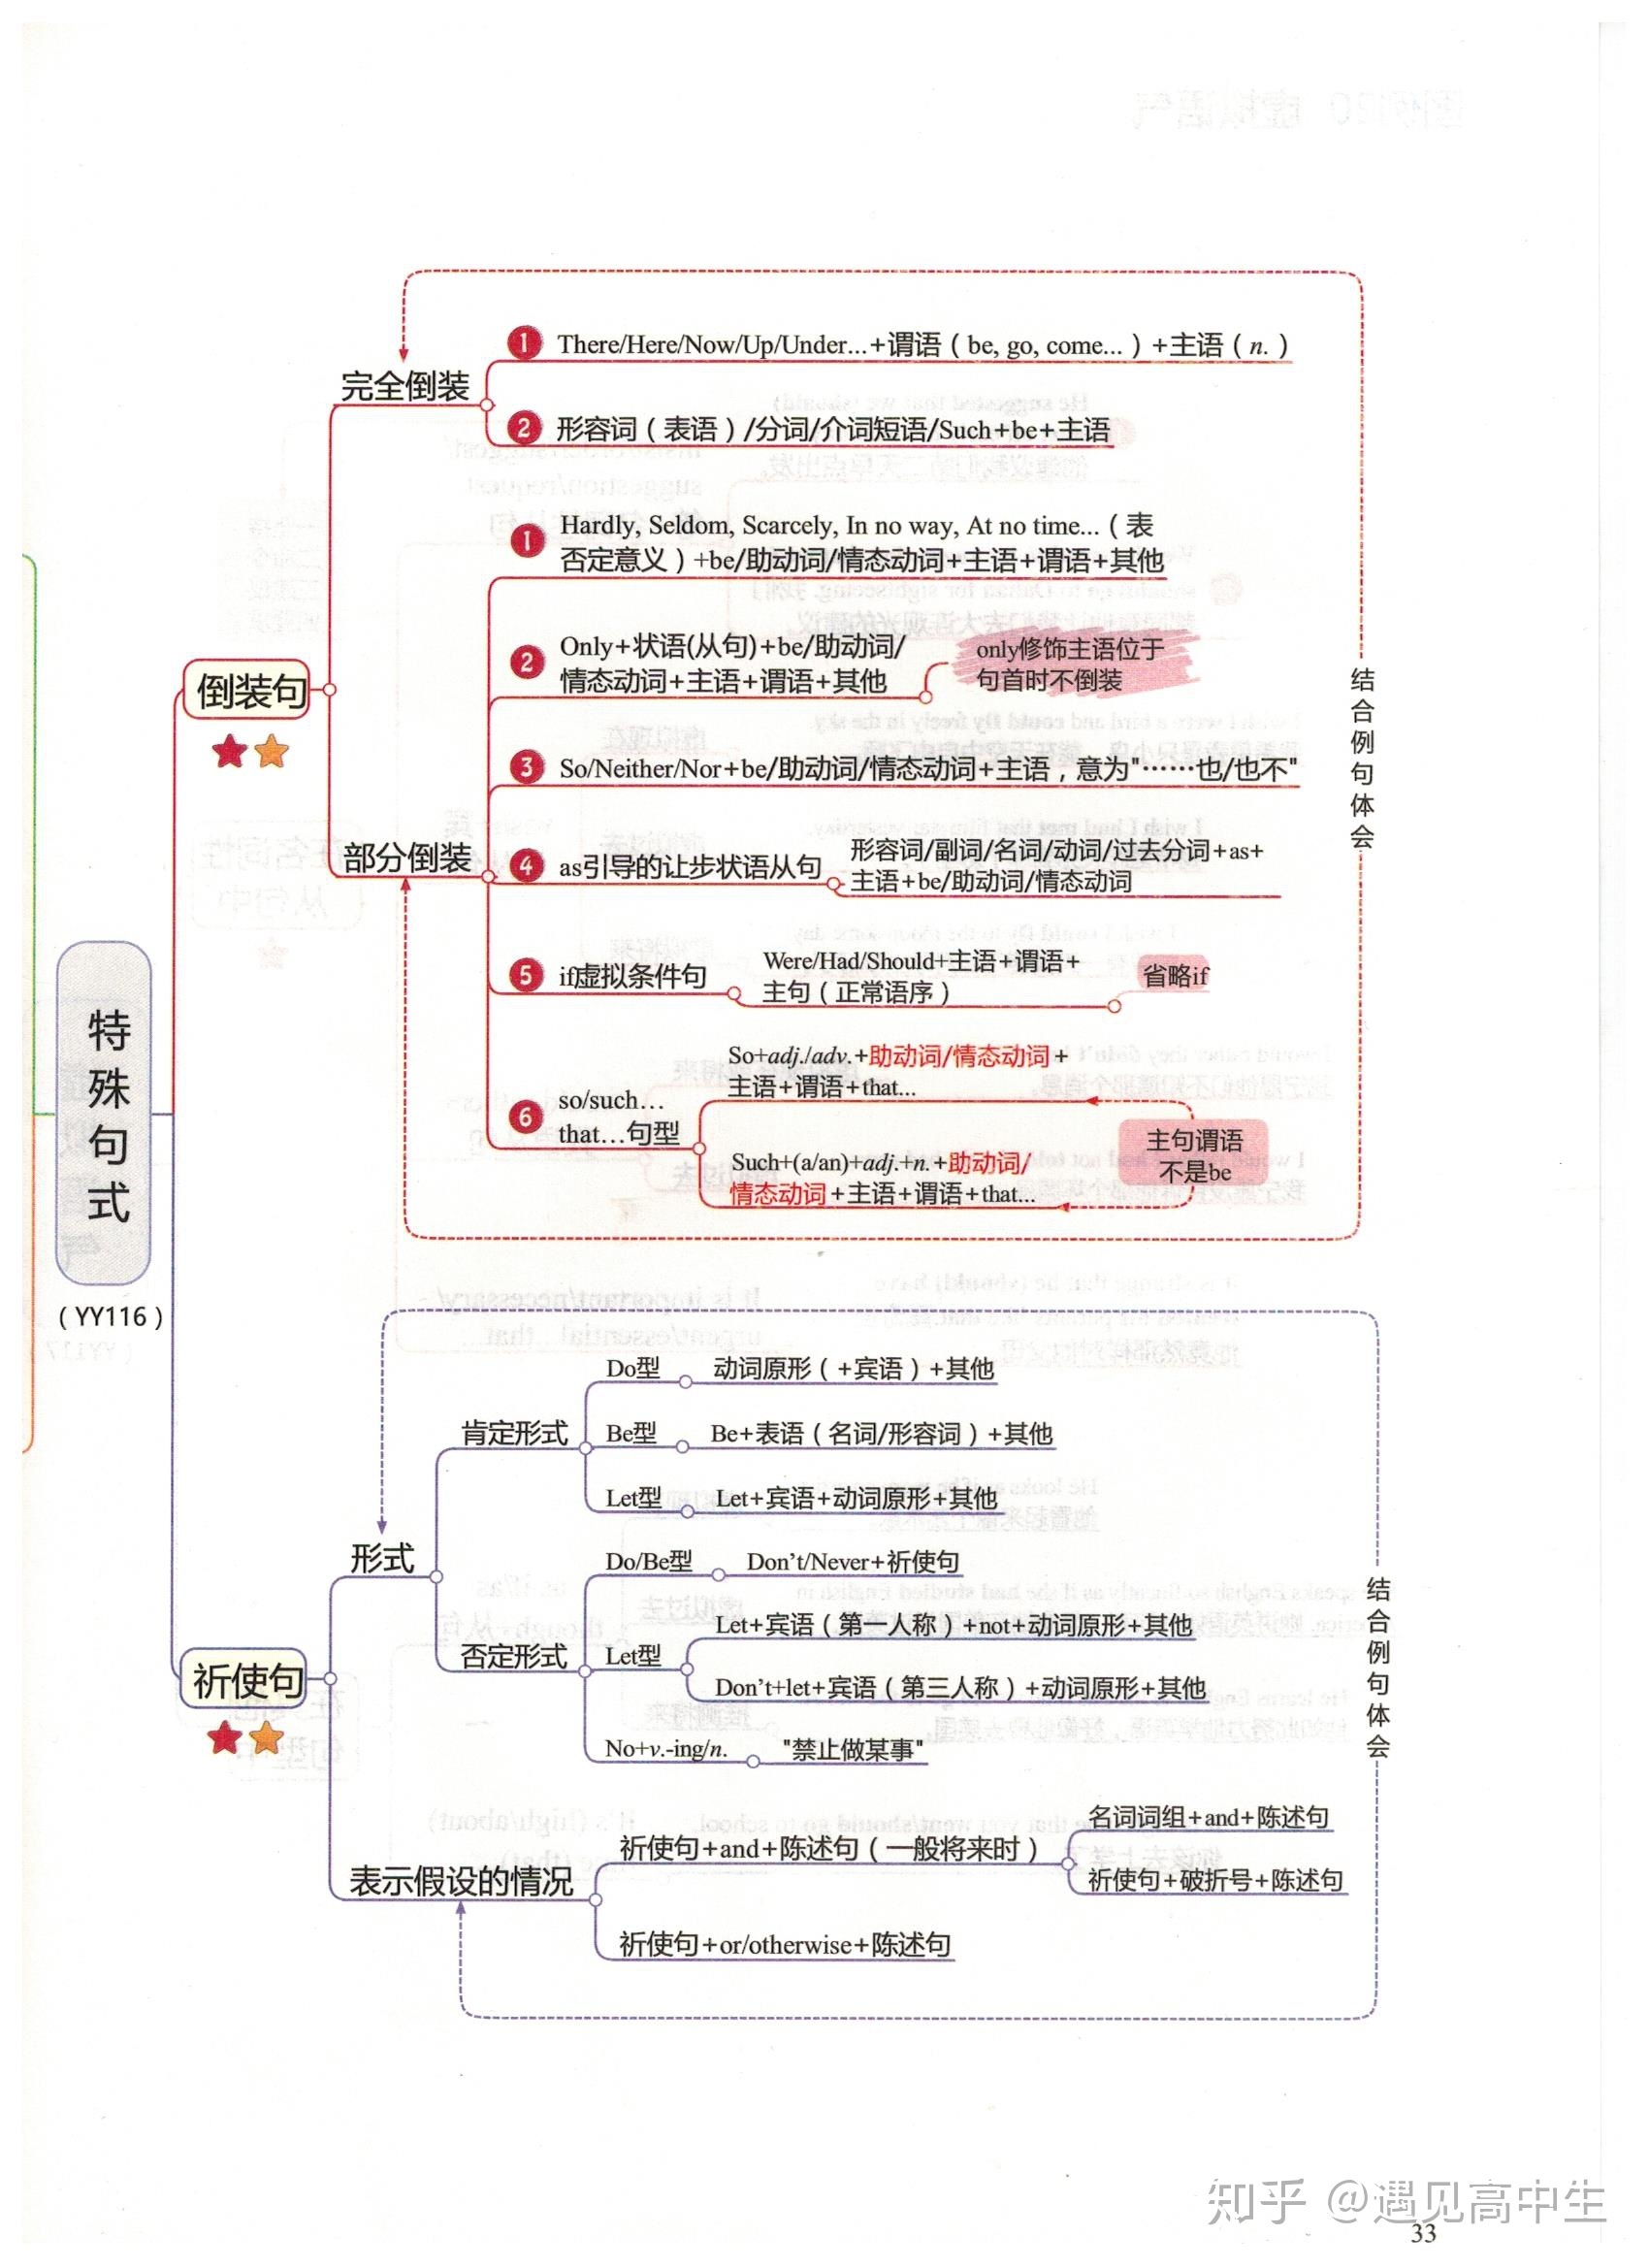 完全倒装
1 There/Here/Now/Up/Under...+谓语（be, go, come...）+主语（n.）
2 形容词（表语）/分词/介词短语/Such+be+主语
倒装句
部分倒装
1 Hardly, Seldom, Scarcely, In no way, At no time...（表
否定意义）+be/助动词/情态动词+主语+谓语+其他
2 Only+状语(从句)+be/助动词/
情态动词+主语+谓语+其他
only修饰主语位于
句首时不倒装
3 So/Neither/Nor+be/助动词/情态动词+主语，意为"……也/也不"
4 as引导的让步状语从句
形容词/副词/名词/动词/过去分词+as+
主语+be/助动词/情态动词
5 if虚拟条件句
Were/Had/Should+主语+谓语+
主句（正常语序）
省略if
6 so/such...
that...句型
So+adj./adv.+助动词/情态动词+
主语+谓语+that...
Such+(a/an)+adj.+n.+助动词/
情态动词+主语+谓语+that...
主句谓语
不是be
结合例句体会
特殊句式
（YY116）
祈使句
形式
肯定形式
Do型 动词原形（+宾语）+其他
Be型 Be+表语（名词/形容词）+其他
Let型 Let+宾语+动词原形+其他
否定形式
Do/Be型 Don't/Never+祈使句
Let型
Let+宾语（第一人称）+not+动词原形+其他
Don't+let+宾语（第三人称）+动词原形+其他
No+v.-ing/n. "禁止做某事"
表示假设的情况
祈使句+and+陈述句（一般将来时）
名词词组+and+陈述句
祈使句+破折号+陈述句
祈使句+or/otherwise+陈述句
结合例句体会
知乎 @遇见高中生
33